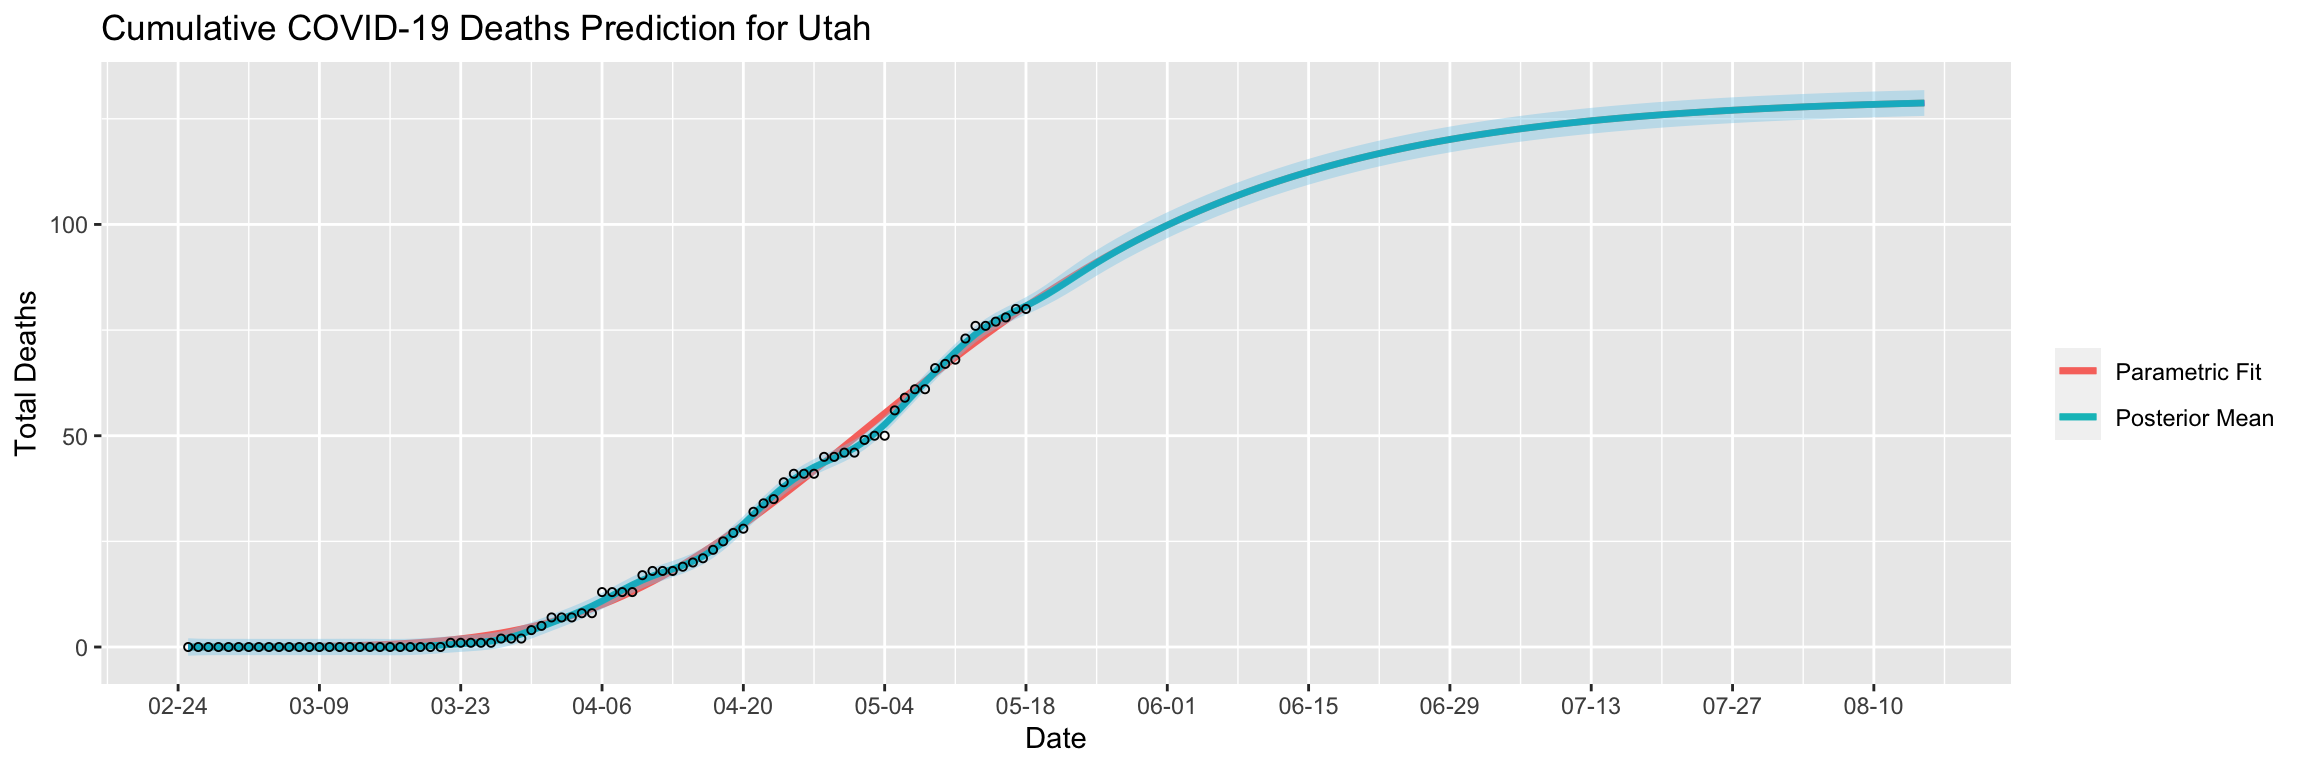 Cumulative COVID-19 Deaths Prediction for Utah
Total Deaths
100
50
0
02-24 03-09 03-23 04-06 04-20 05-04 05-18 06-01 06-15 06-29 07-13 07-27 08-10
Date
Parametric Fit
Posterior Mean